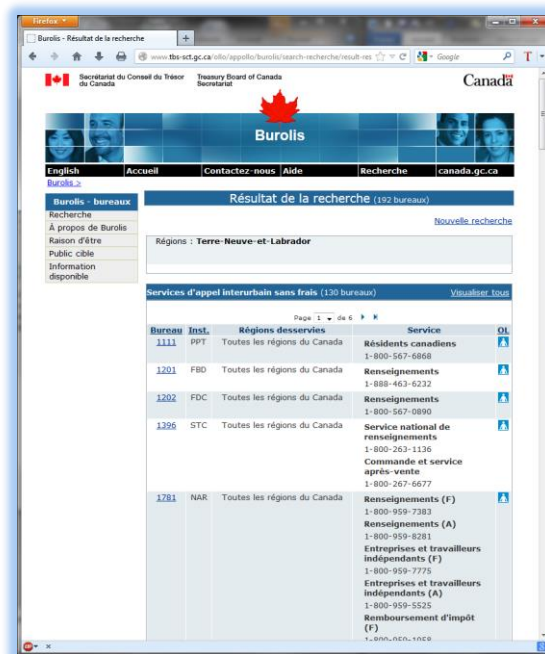 Firefox
Burolis - Résultat de la recherche
www.tbs-sct.gc.ca/ollo/appollo/burolis/search-recherche/result-res
Google
Secrétariat du Conseil du Trésor du Canada
Treasury Board of Canada Secretariat
Canada
Burolis
English Accueil Contactez-nous Aide Recherche canada.gc.ca
Burolis >
Burolis - bureaux
Recherche
À propos de Burolis
Raison d'être
Public cible
Information disponible
Résultat de la recherche (192 bureaux)
Nouvelle recherche
Régions : Terre-Neuve-et-Labrador
Services d'appel interurbain sans frais (130 bureaux) Visualiser tous
Page 1 de 6
Bureau Inst. Régions desservies Service OL
1111 PPT Toutes les régions du Canada Résidents canadiens
1-800-567-6868
1201 FBD Toutes les régions du Canada Renseignements
1-888-463-6232
1202 FDC Toutes les régions du Canada Renseignements
1-800-567-0890
1396 STC Toutes les régions du Canada Service national de
renseignements
1-800-263-1136
Commande et service
après-vente
1-800-267-6677
1781 NAR Toutes les régions du Canada Renseignements (F)
1-800-959-7383
Renseignements (A)
1-800-959-8281
Entreprises et travailleurs
indépendants (F)
1-800-959-7775
Entreprises et travailleurs
indépendants (A)
1-800-959-5525
Remboursement d'impôt
(F)